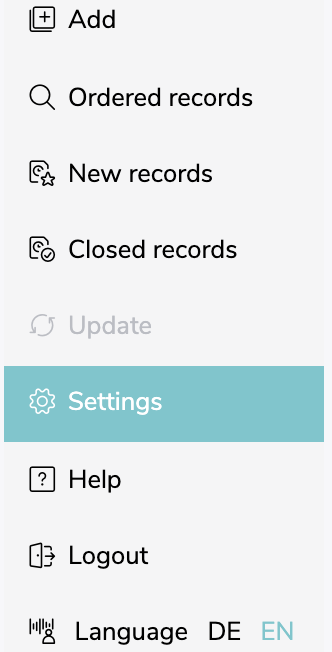 Add
Ordered records
New records
Closed records
Update
Settings
Help
Logout
Language DE EN